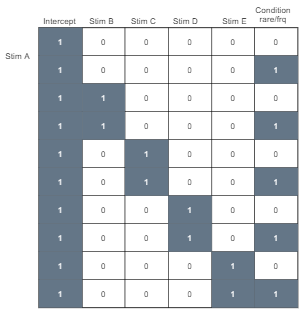 Condition
Intercept Stim B Stim C Stim D Stim E rare/frq
1 0 0 0 0 0
Stim A
1 0 0 0 0 1
1 1 0 0 0 0
1 1 0 0 0 1
1 0 1 0 0 0
1 0 1 0 0 1
1 0 0 1 0 0
1 0 0 1 0 1
1 0 0 0 1 0
1 0 0 0 1 1